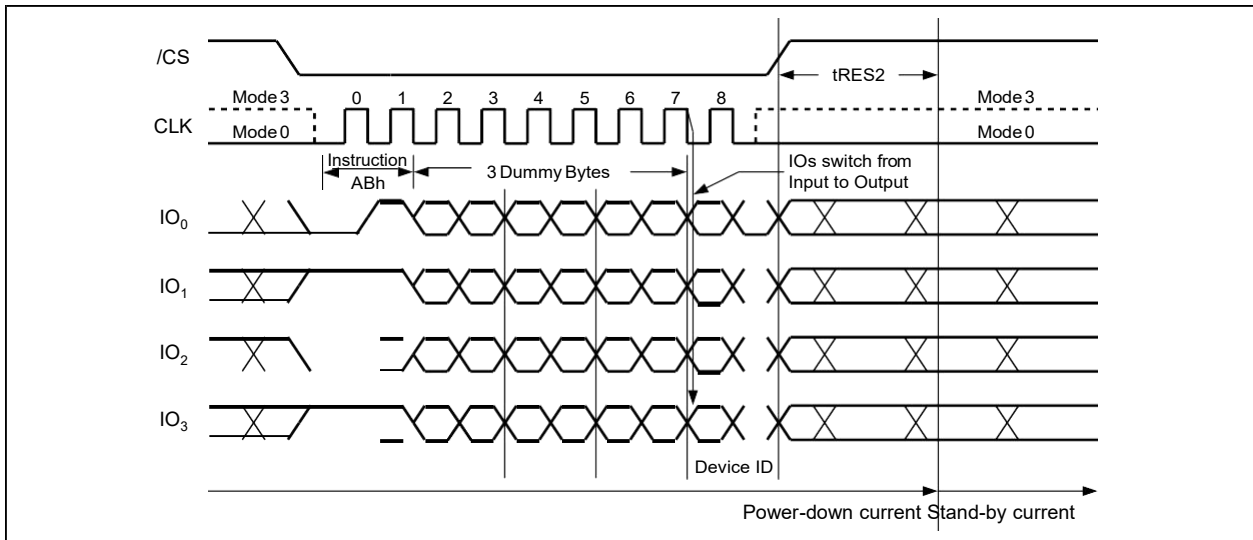 /CS
tRES2
Mode 3
0 1 2 3 4 5 6 7 8
Mode 3
CLK
Mode 0
Mode 0
Instruction
ABh
3 Dummy Bytes
IOs switch from
Input to Output
IO0
IO1
IO2
IO3
Device ID
Power-down current Stand-by current